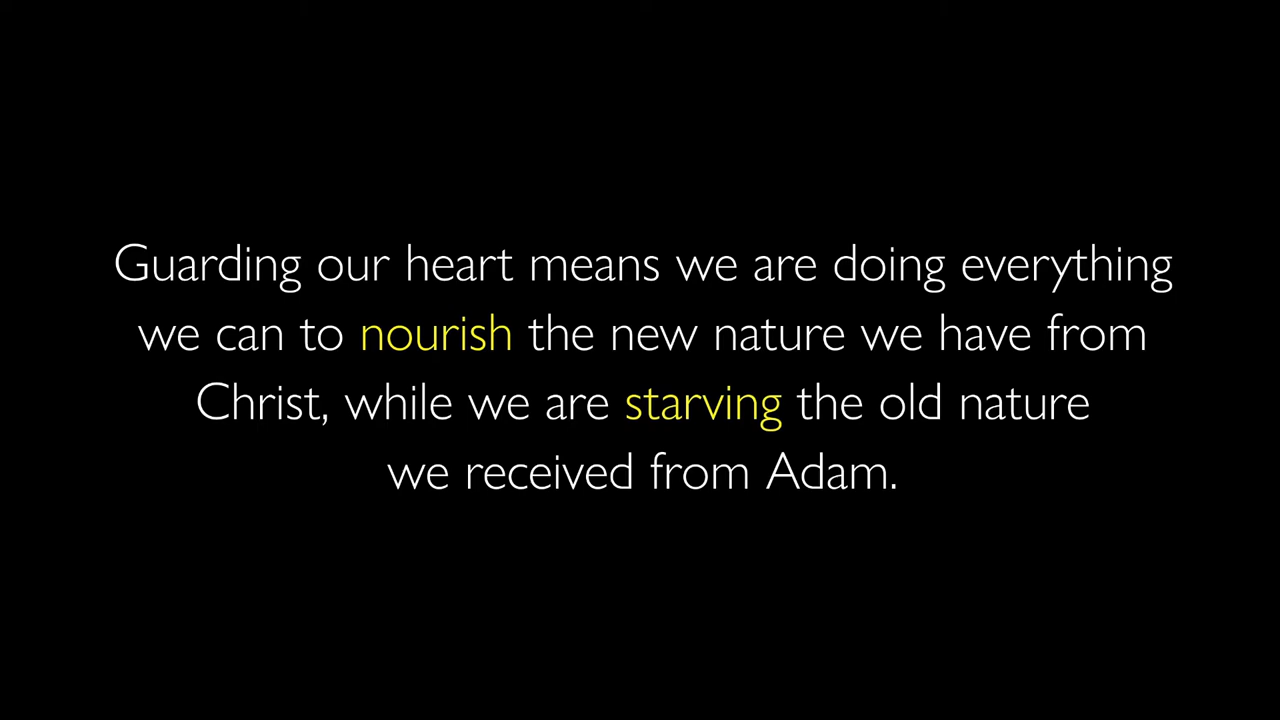 Guarding our heart means we are doing everything
we can to nourish the new nature we have from
Christ, while we are starving the old nature
we received from Adam.